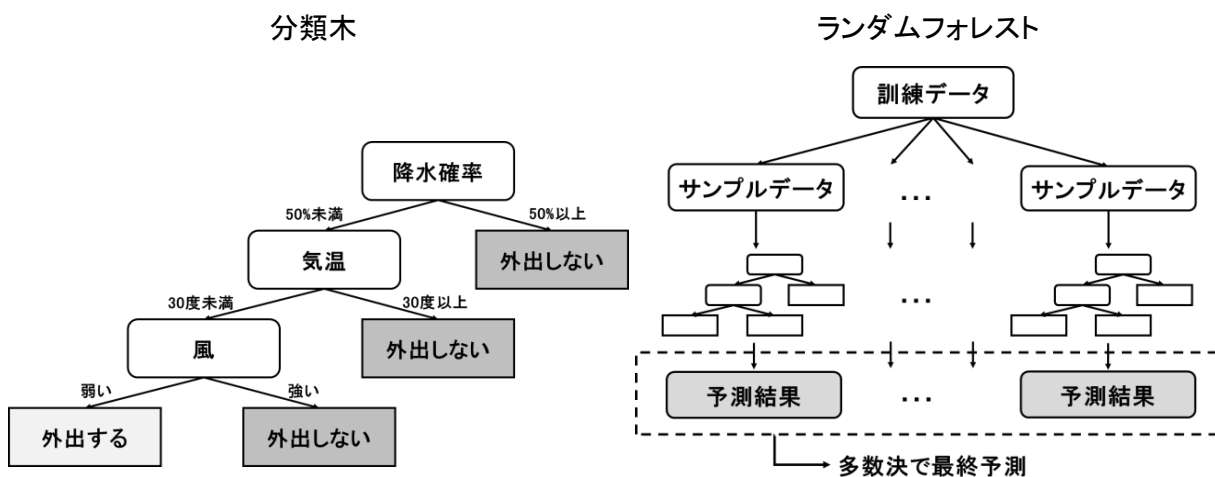 分類木
降水確率
50%未満
50%以上
気温
外出しない
30度未満
30度以上
風
外出しない
弱い
強い
外出する
外出しない
ランダムフォレスト
訓練データ
サンプルデータ
...
サンプルデータ
...
予測結果
...
予測結果
多数決で最終予測